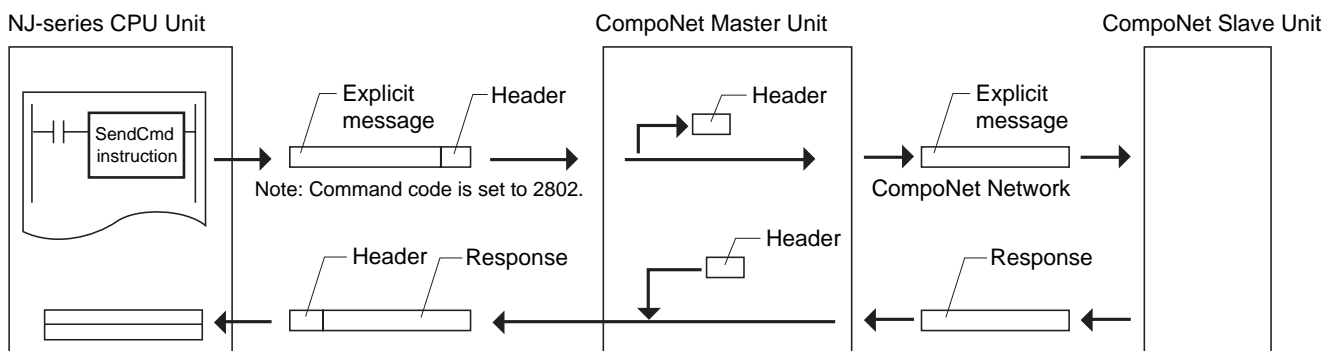 NJ-series CPU Unit
CompoNet Master Unit
CompoNet Slave Unit
Explicit
message
Header
Header
Explicit
message
SendCmd
instruction
Note: Command code is set to 2802.
CompoNet Network
Header
Response
Header
Response